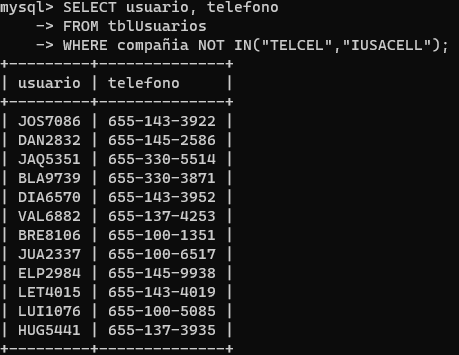 mysql> SELECT usuario, telefono
    -> FROM tblUsuarios
    -> WHERE compañia NOT IN("TELCEL","IUSACELL");
+---------+--------------+
| usuario | telefono     |
+---------+--------------+
| JOS7086 | 655-143-3922 |
| DAN2832 | 655-145-2586 |
| JAQ5351 | 655-330-5514 |
| BLA9739 | 655-330-3871 |
| DIA6570 | 655-143-3952 |
| VAL6882 | 655-137-4253 |
| BRE8106 | 655-100-1351 |
| JUA2337 | 655-100-6517 |
| ELP2984 | 655-145-9938 |
| LET4015 | 655-143-4019 |
| LUI1076 | 655-100-5085 |
| HUG5441 | 655-137-3935 |
+---------+--------------+